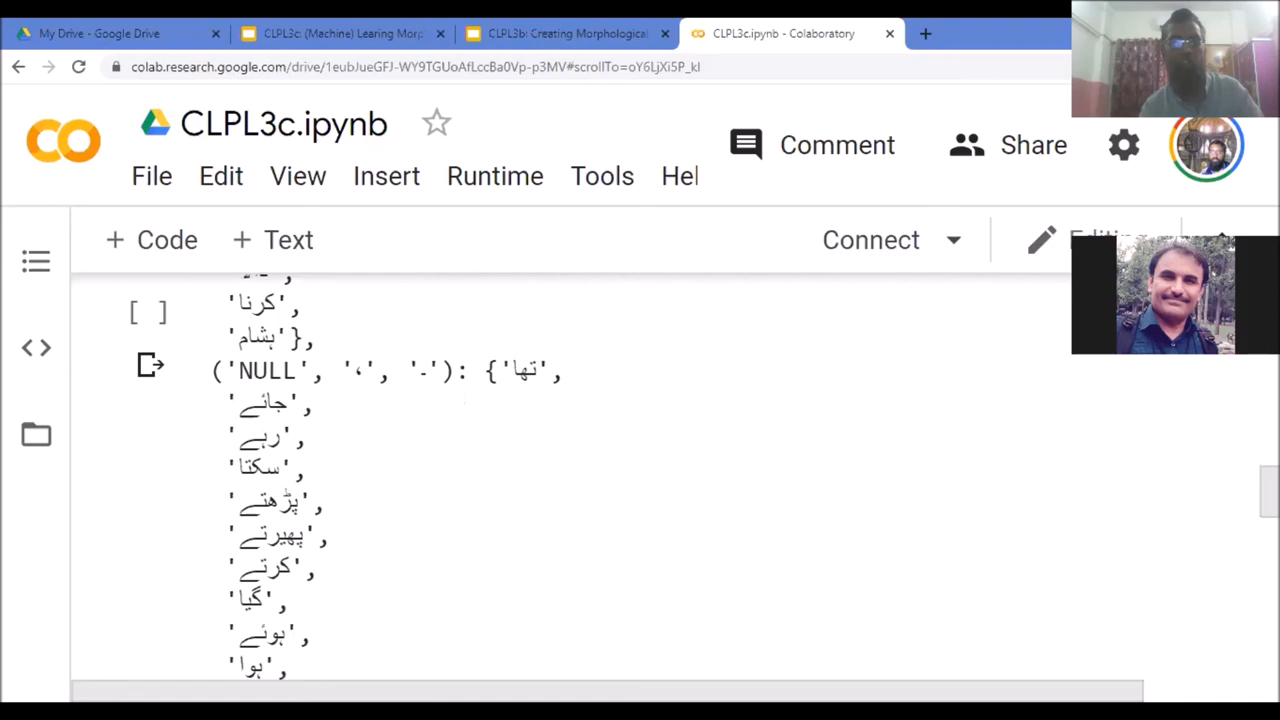 My Drive - Google Drive
CLPL3c: (Machine) Learing Morp
CLPL3b: Creating Morphological
CLPL3c.ipynb - Colaboratory
colab.research.google.com/drive/1eubJueGFJ-WY9TGUoAfLccBa0Vp-p3MV#scrollTo=oY6LjXi5P_kI
CLPL3c.ipynb
Comment
Share
File Edit View Insert Runtime Tools Hel
+ Code + Text
Connect
[ ]
'کرنا',
'ہشام'},
('NULL', '،', '۔'): {'تھا',
'جائے',
'رہے',
'سکتا',
'پڑھتے',
'پھیرتے',
'کرتے',
'گیا',
'ہوئے',
'ہوا',